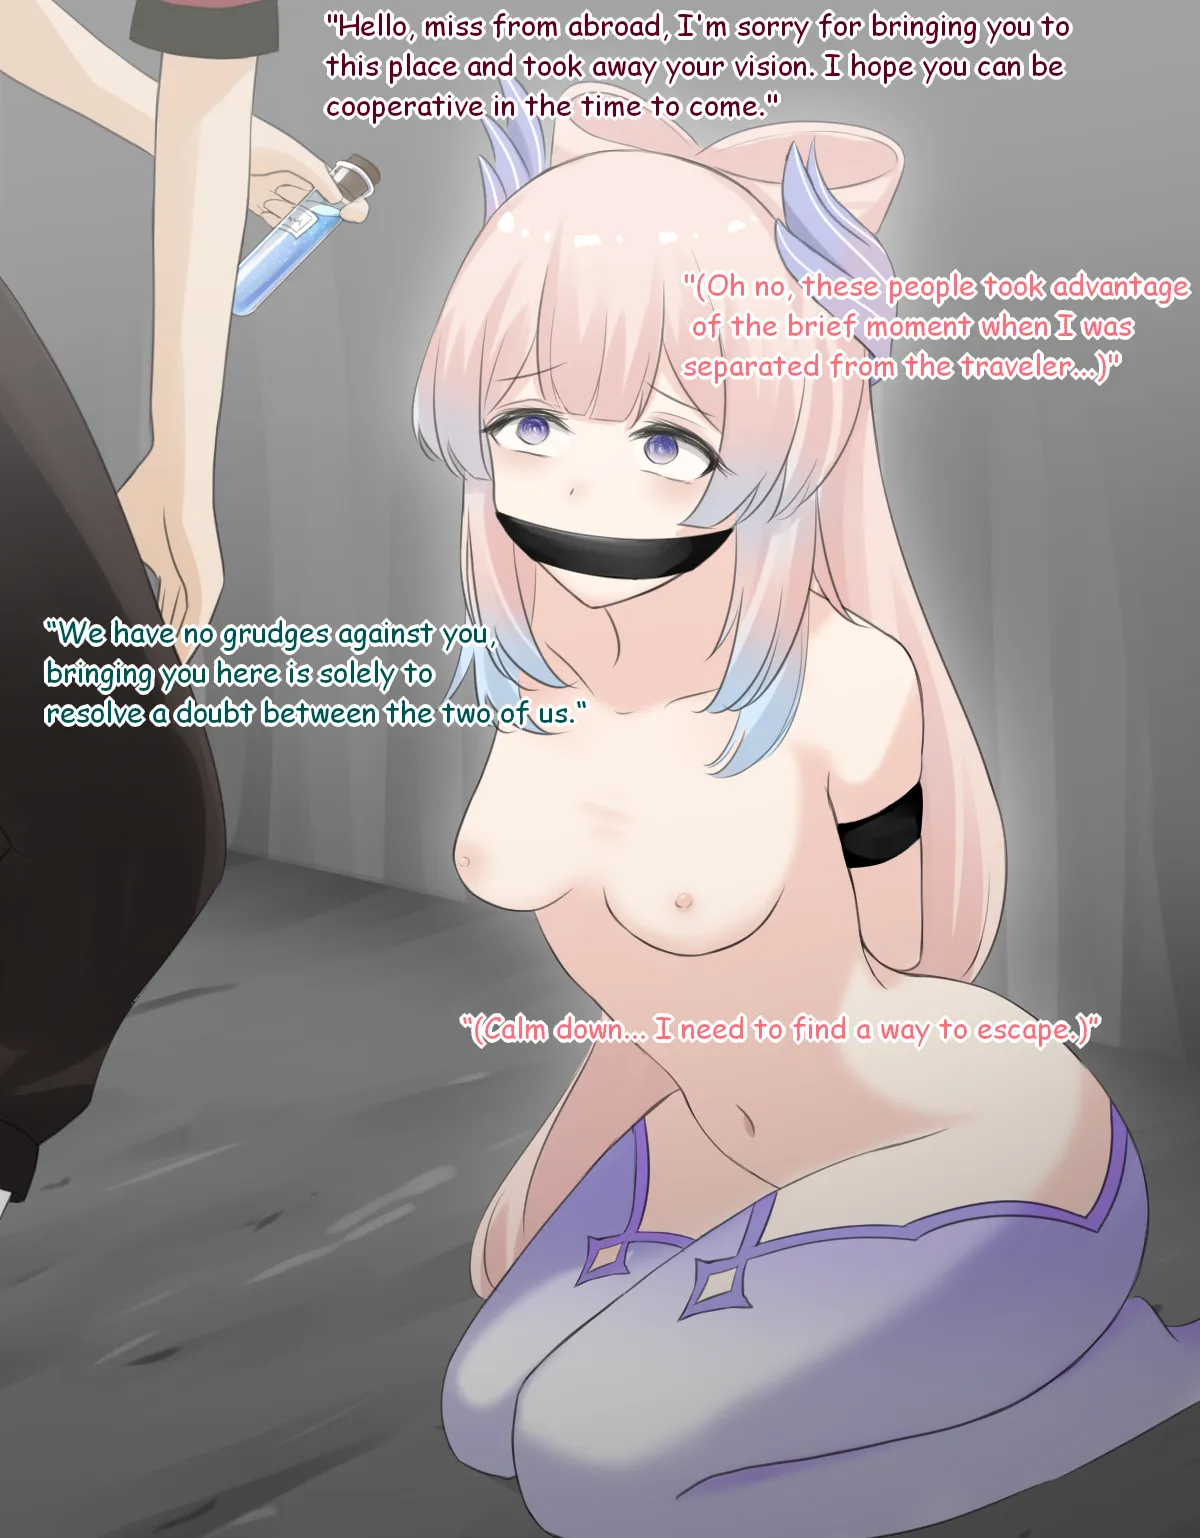 "Hello, miss from abroad, I'm sorry for bringing you to
this place and took away your vision. I hope you can be
cooperative in the time to come."
"(Oh no, these people took advantage
of the brief moment when I was
separated from the traveler...)"
"We have no grudges against you,
bringing you here is solely to
resolve a doubt between the two of us."
"(Calm down... I need to find a way to escape.)"